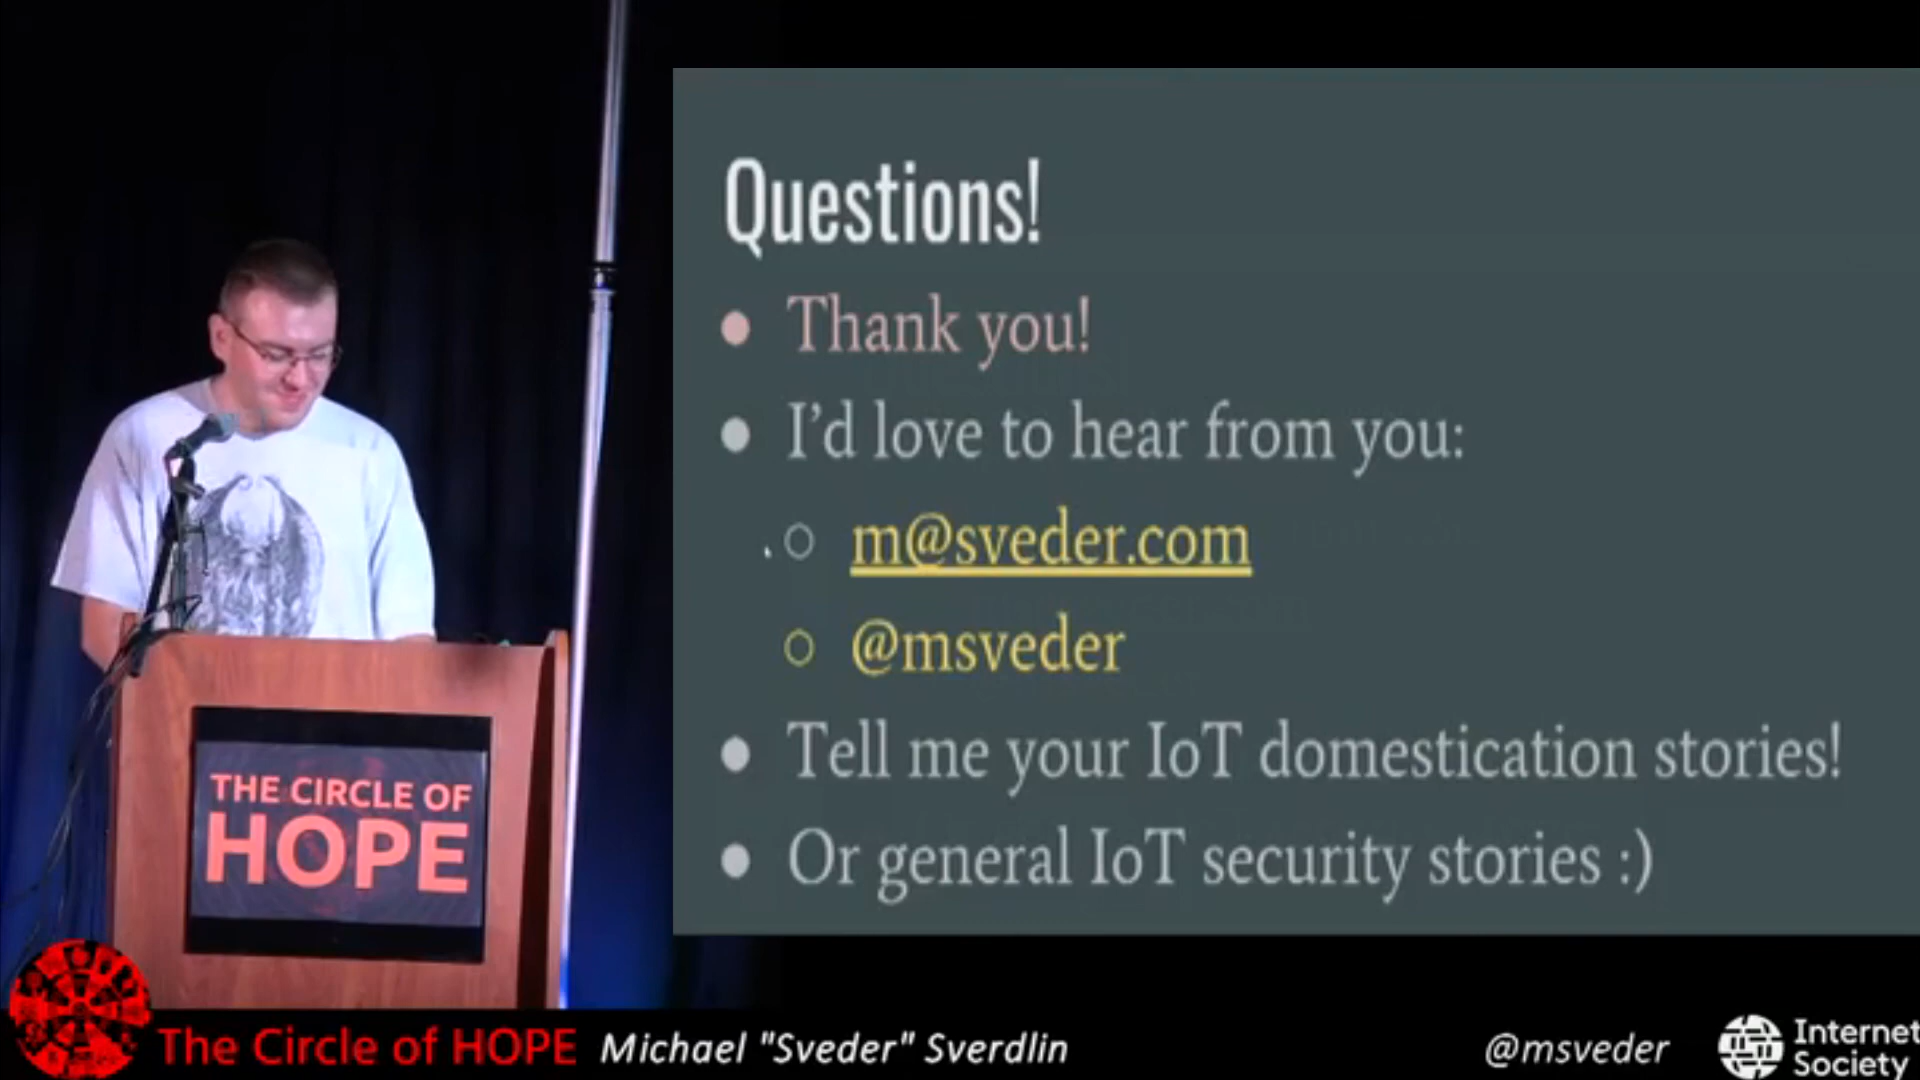 Questions!
Thank you!
I'd love to hear from you:
m@sveder.com
@msveder
Tell me your IoT domestication stories!
Or general IoT security stories :)
THE CIRCLE OF
HOPE
The Circle of HOPE Michael "Sveder" Sverdlin @msveder
Internet
Society